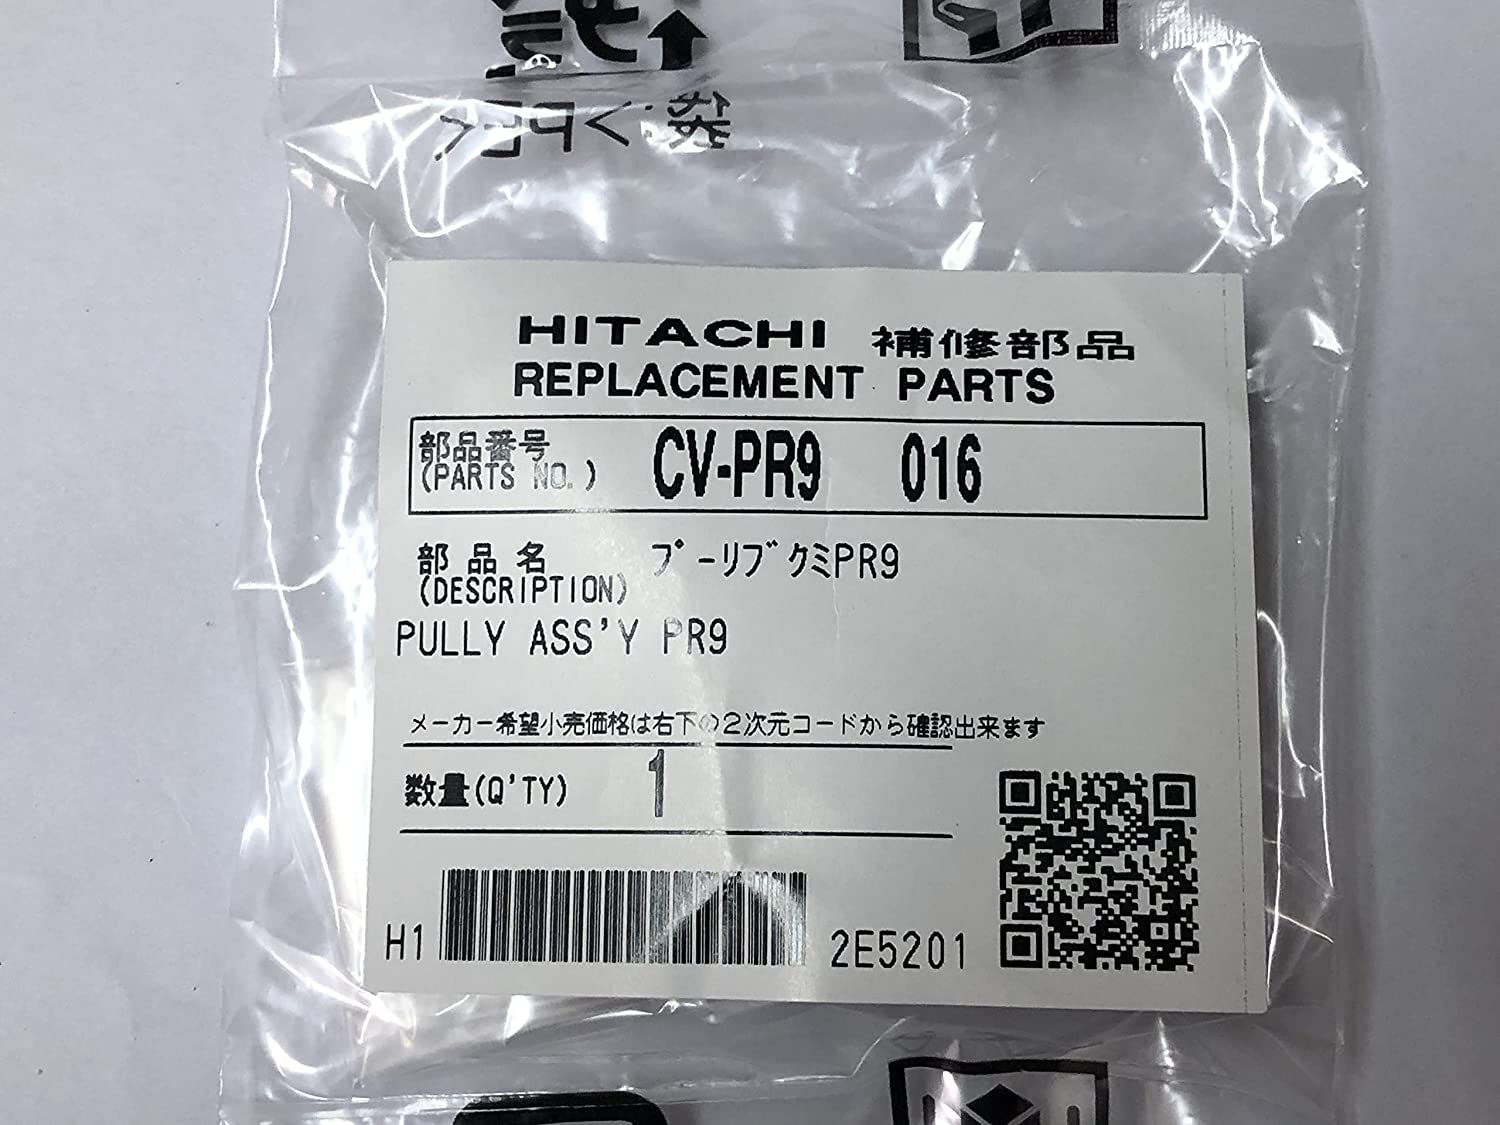 HITACHI 補修部品
REPLACEMENT PARTS
部品番号 CV-PR9 016
(PARTS NO.)
部品名 プーリブクミPR9
(DESCRIPTION)
PULLY ASS'Y PR9
メーカー希望小売価格は右下の2次元コードから確認出来ます
数量(Q'TY) 1
H1 2E5201